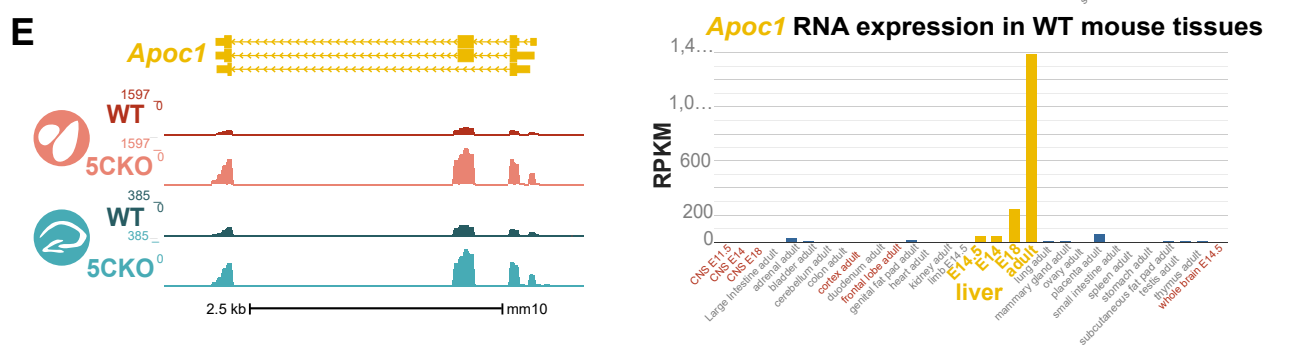 E
Apoc1
1597
0
WT
1597
0
5CKO
385
0
WT
385
0
5CKO
2.5 kb
mm10
Apoc1 RNA expression in WT mouse tissues
RPKM
1,4…
1,0…
600
200
0
CNS E11.5
CNS E14
CNS E18
Large Intestine adult
adrenal adult
bladder adult
cerebellum adult
colon adult
cortex adult
duodenum adult
frontal lobe adult
genital fat pad adult
heart adult
kidney adult
limb E14.5
E14.5
E14
E18
adult
liver
lung adult
mammary gland adult
ovary adult
placenta adult
small intestine adult
spleen adult
stomach adult
subcutaneous fat pad adult
testis adult
thymus adult
whole brain E14.5